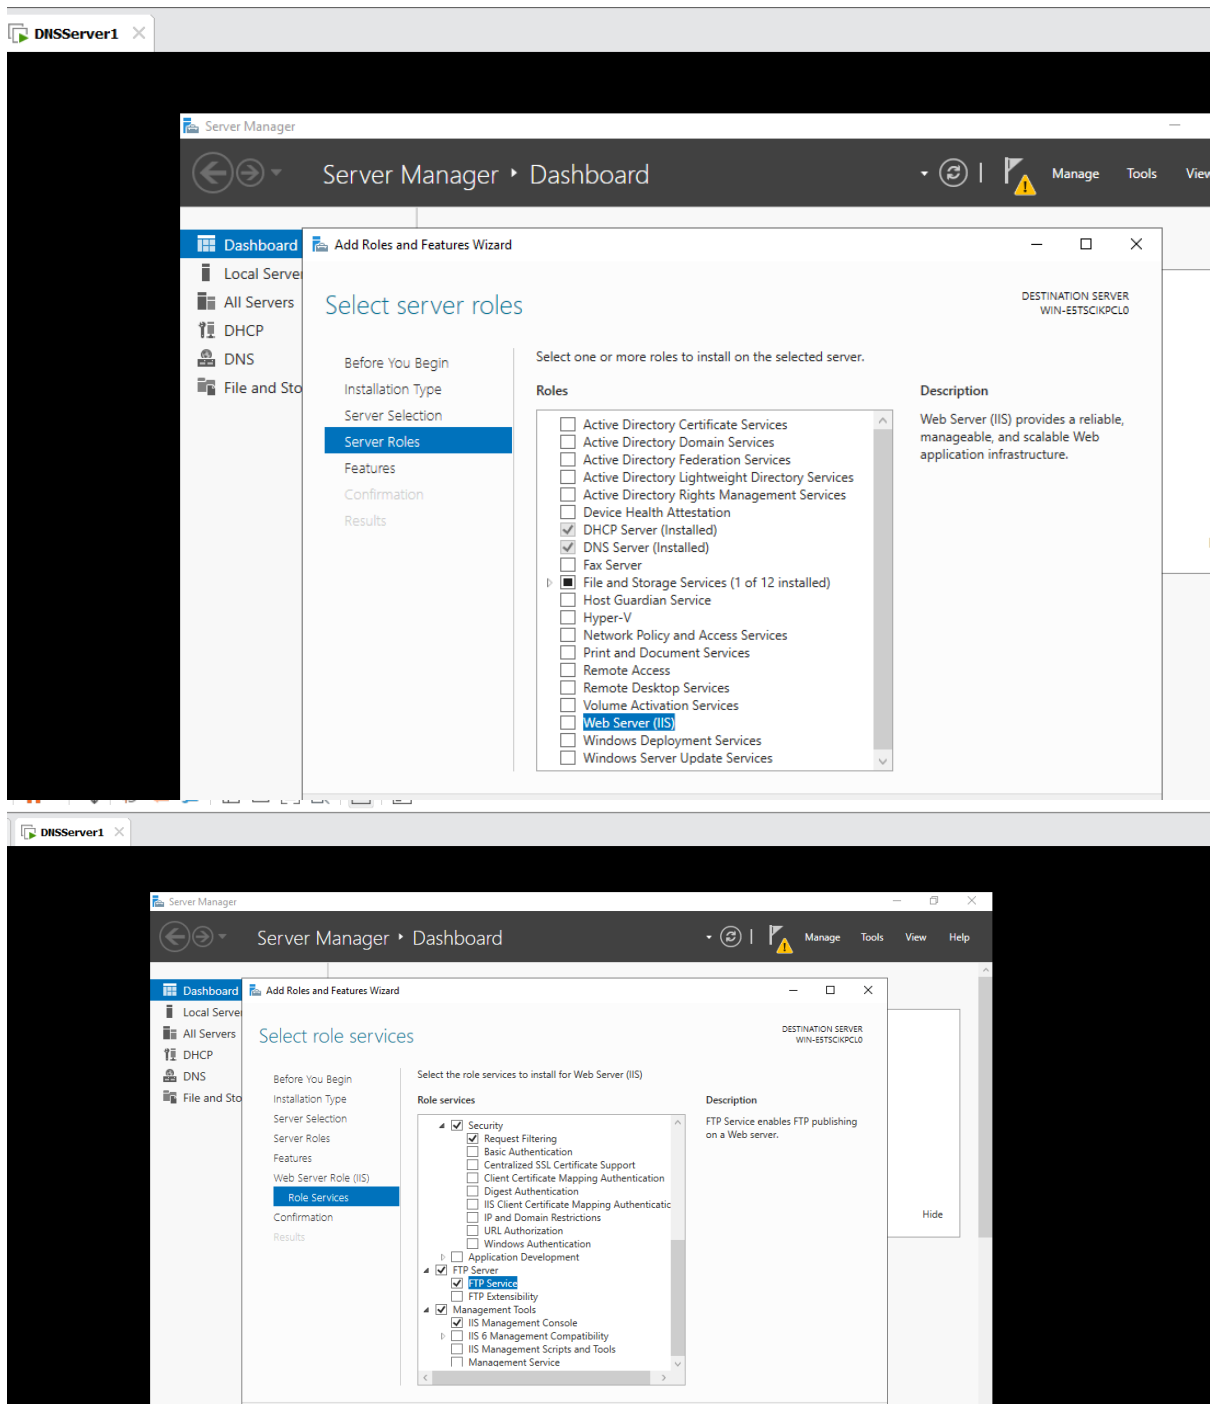 DNSServer1
Server Manager
Server Manager • Dashboard
Manage Tools View
Dashboard
Local Server
All Servers
DHCP
DNS
File and Sto
Add Roles and Features Wizard
Select server roles
DESTINATION SERVER
WIN-E5TSCIKPCL0
Before You Begin
Installation Type
Server Selection
Server Roles
Features
Confirmation
Results
Select one or more roles to install on the selected server.
Roles
Active Directory Certificate Services
Active Directory Domain Services
Active Directory Federation Services
Active Directory Lightweight Directory Services
Active Directory Rights Management Services
Device Health Attestation
DHCP Server (Installed)
DNS Server (Installed)
Fax Server
File and Storage Services (1 of 12 installed)
Host Guardian Service
Hyper-V
Network Policy and Access Services
Print and Document Services
Remote Access
Remote Desktop Services
Volume Activation Services
Web Server (IIS)
Windows Deployment Services
Windows Server Update Services
Description
Web Server (IIS) provides a reliable,
manageable, and scalable Web
application infrastructure.
DNSServer1
Server Manager
Server Manager • Dashboard
Manage Tools View Help
Dashboard
Local Server
All Servers
DHCP
DNS
File and Sto
Add Roles and Features Wizard
Select role services
DESTINATION SERVER
WIN-E5TSCIKPCL0
Before You Begin
Installation Type
Server Selection
Server Roles
Features
Web Server Role (IIS)
Role Services
Confirmation
Results
Select the role services to install for Web Server (IIS)
Role services
Security
Request Filtering
Basic Authentication
Centralized SSL Certificate Support
Client Certificate Mapping Authentication
Digest Authentication
IIS Client Certificate Mapping Authenticatic
IP and Domain Restrictions
URL Authorization
Windows Authentication
Application Development
FTP Server
FTP Service
FTP Extensibility
Management Tools
IIS Management Console
IIS 6 Management Compatibility
IIS Management Scripts and Tools
Management Service
Description
FTP Service enables FTP publishing
on a Web server.
Hide